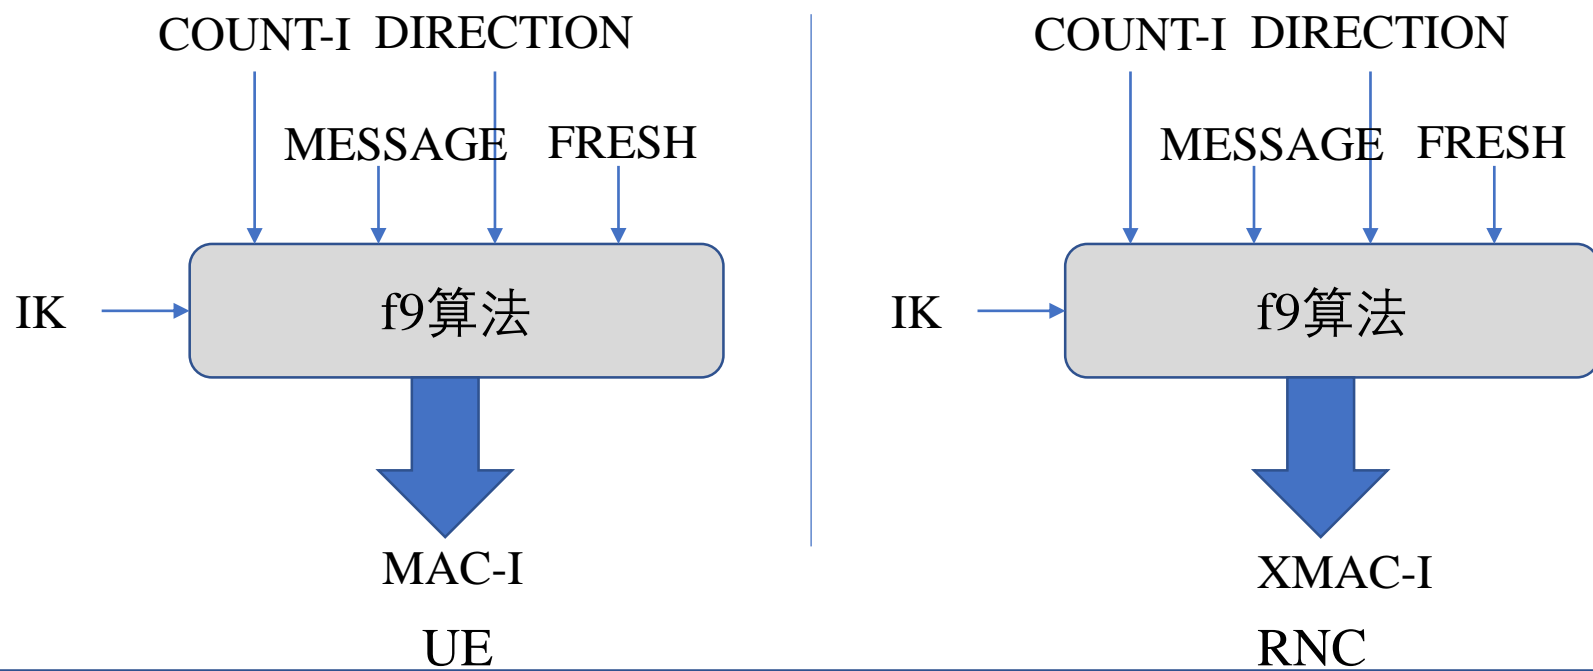 COUNT-I DIRECTION
MESSAGE FRESH
IK
f9算法
MAC-I
UE
COUNT-I DIRECTION
MESSAGE FRESH
IK
f9算法
XMAC-I
RNC